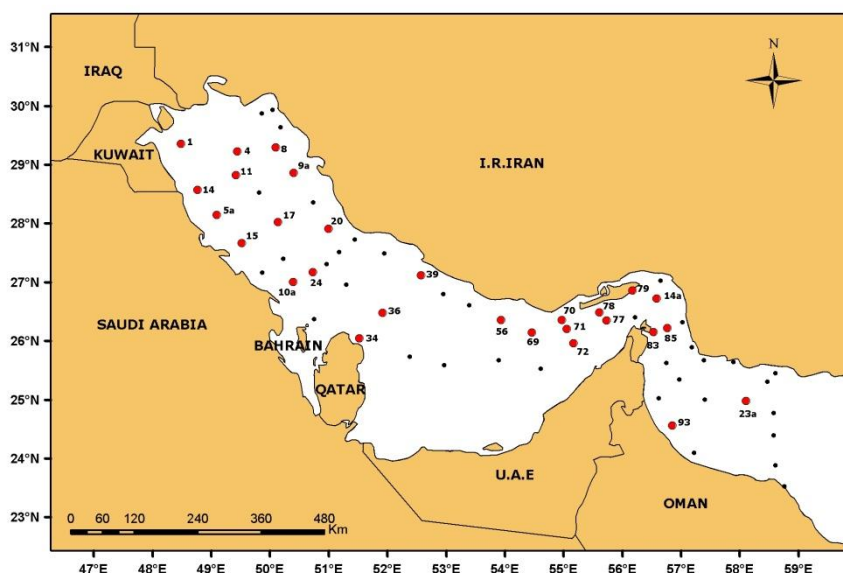 N
31°N
IRAQ
30°N
1
4
8
KUWAIT
29°N
11
9a
I.R.IRAN
14
5a
17
20
28°N
15
24
39
79
27°N
10a
14a
36
78
SAUDI ARABIA
56
70
77
26°N
34
69
71
85
BAHRAIN
72
83
QATAR
25°N
23a
93
24°N
U.A.E
OMAN
23°N
0 60 120 240 360 480
Km
47°E 48°E 49°E 50°E 51°E 52°E 53°E 54°E 55°E 56°E 57°E 58°E 59°E